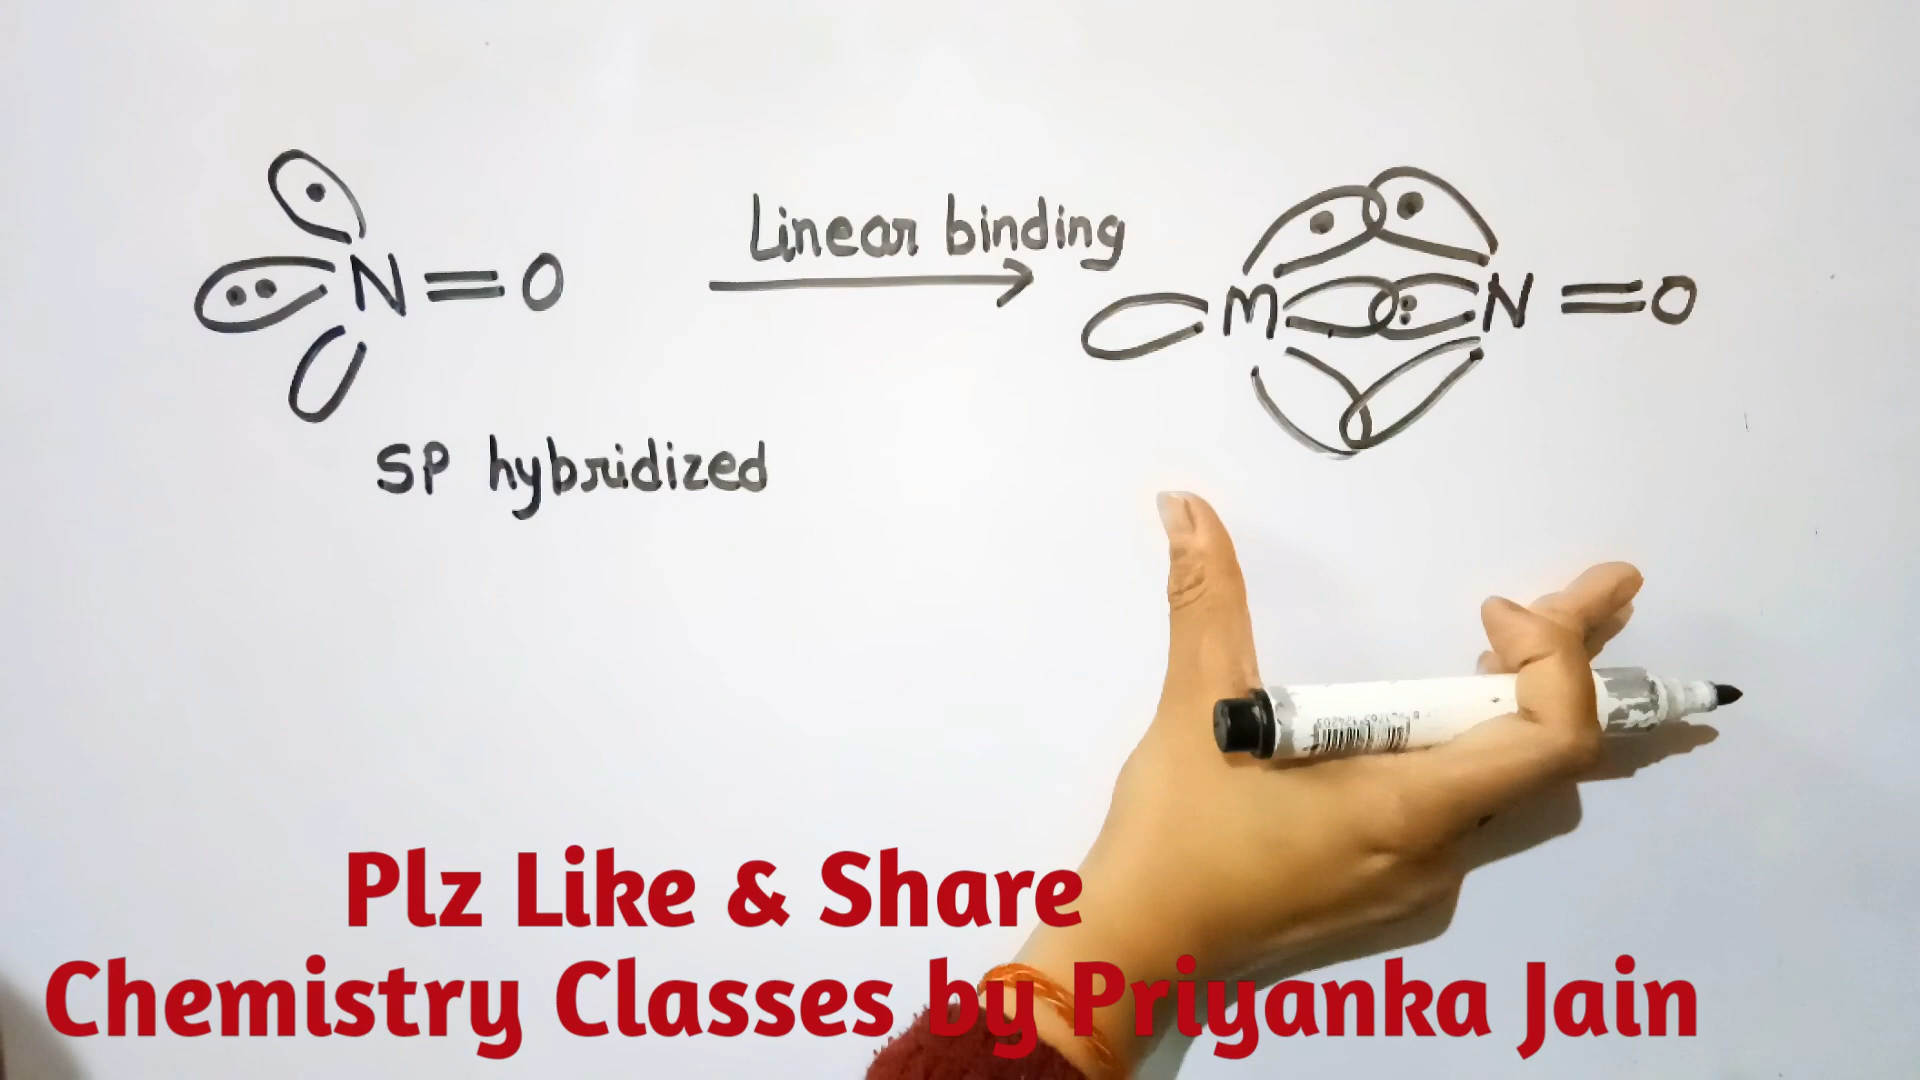 N=O
Linear binding
M N=O
SP hybridized
Plz Like & Share
Chemistry Classes by Priyanka Jain